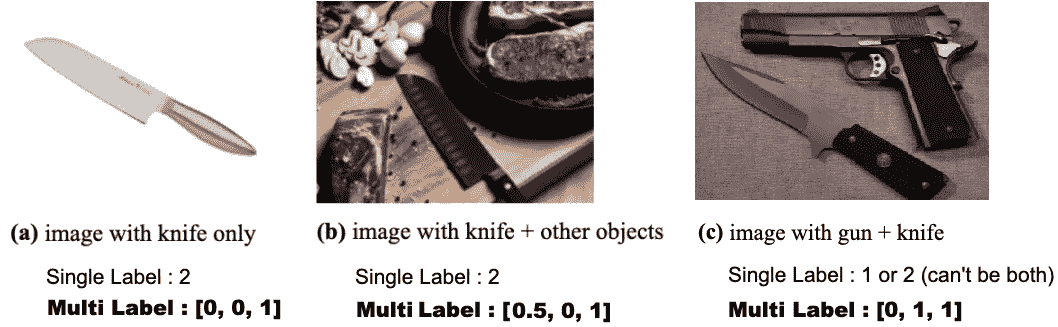 (a) image with knife only
Single Label : 2
Multi Label : [0, 0, 1]
(b) image with knife + other objects
Single Label : 2
Multi Label : [0.5, 0, 1]
(c) image with gun + knife
Single Label : 1 or 2 (can't be both)
Multi Label : [0, 1, 1]